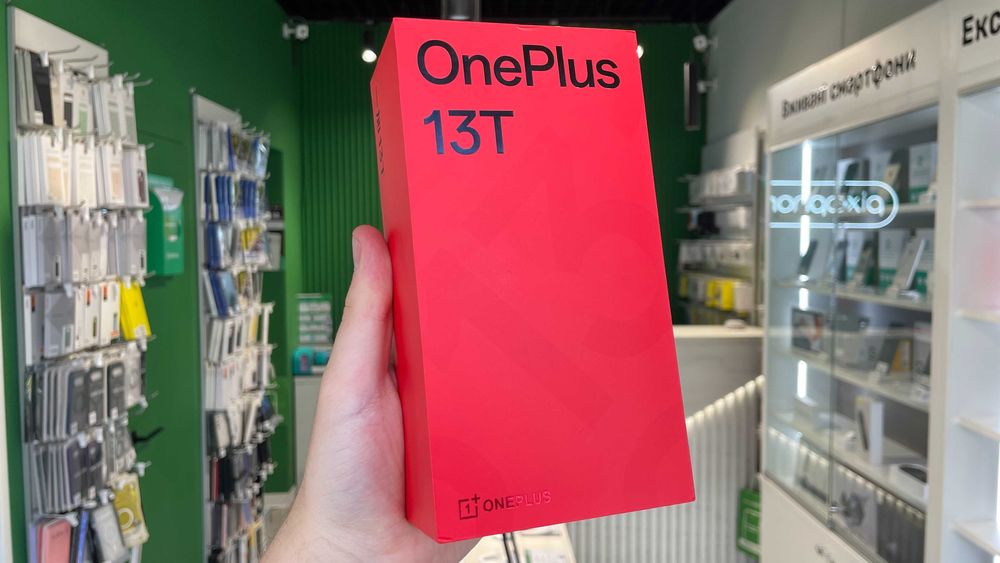 OnePlus
13T
1+ ONEPLUS
Вживані смартфони
Екс